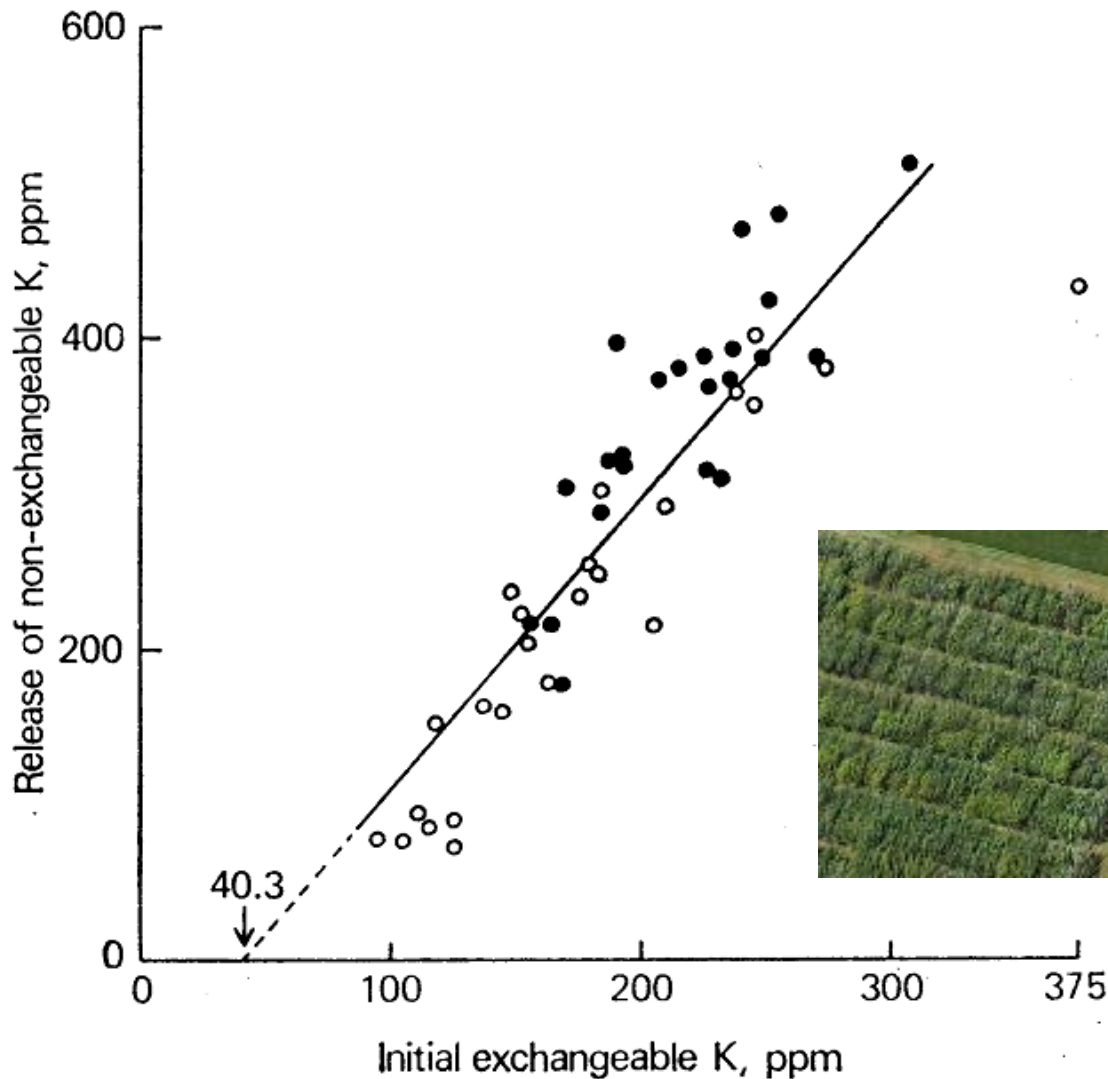 600
400
200
0
Release of non-exchangeable K, ppm
40.3
0 100 200 300 375
Initial exchangeable K, ppm